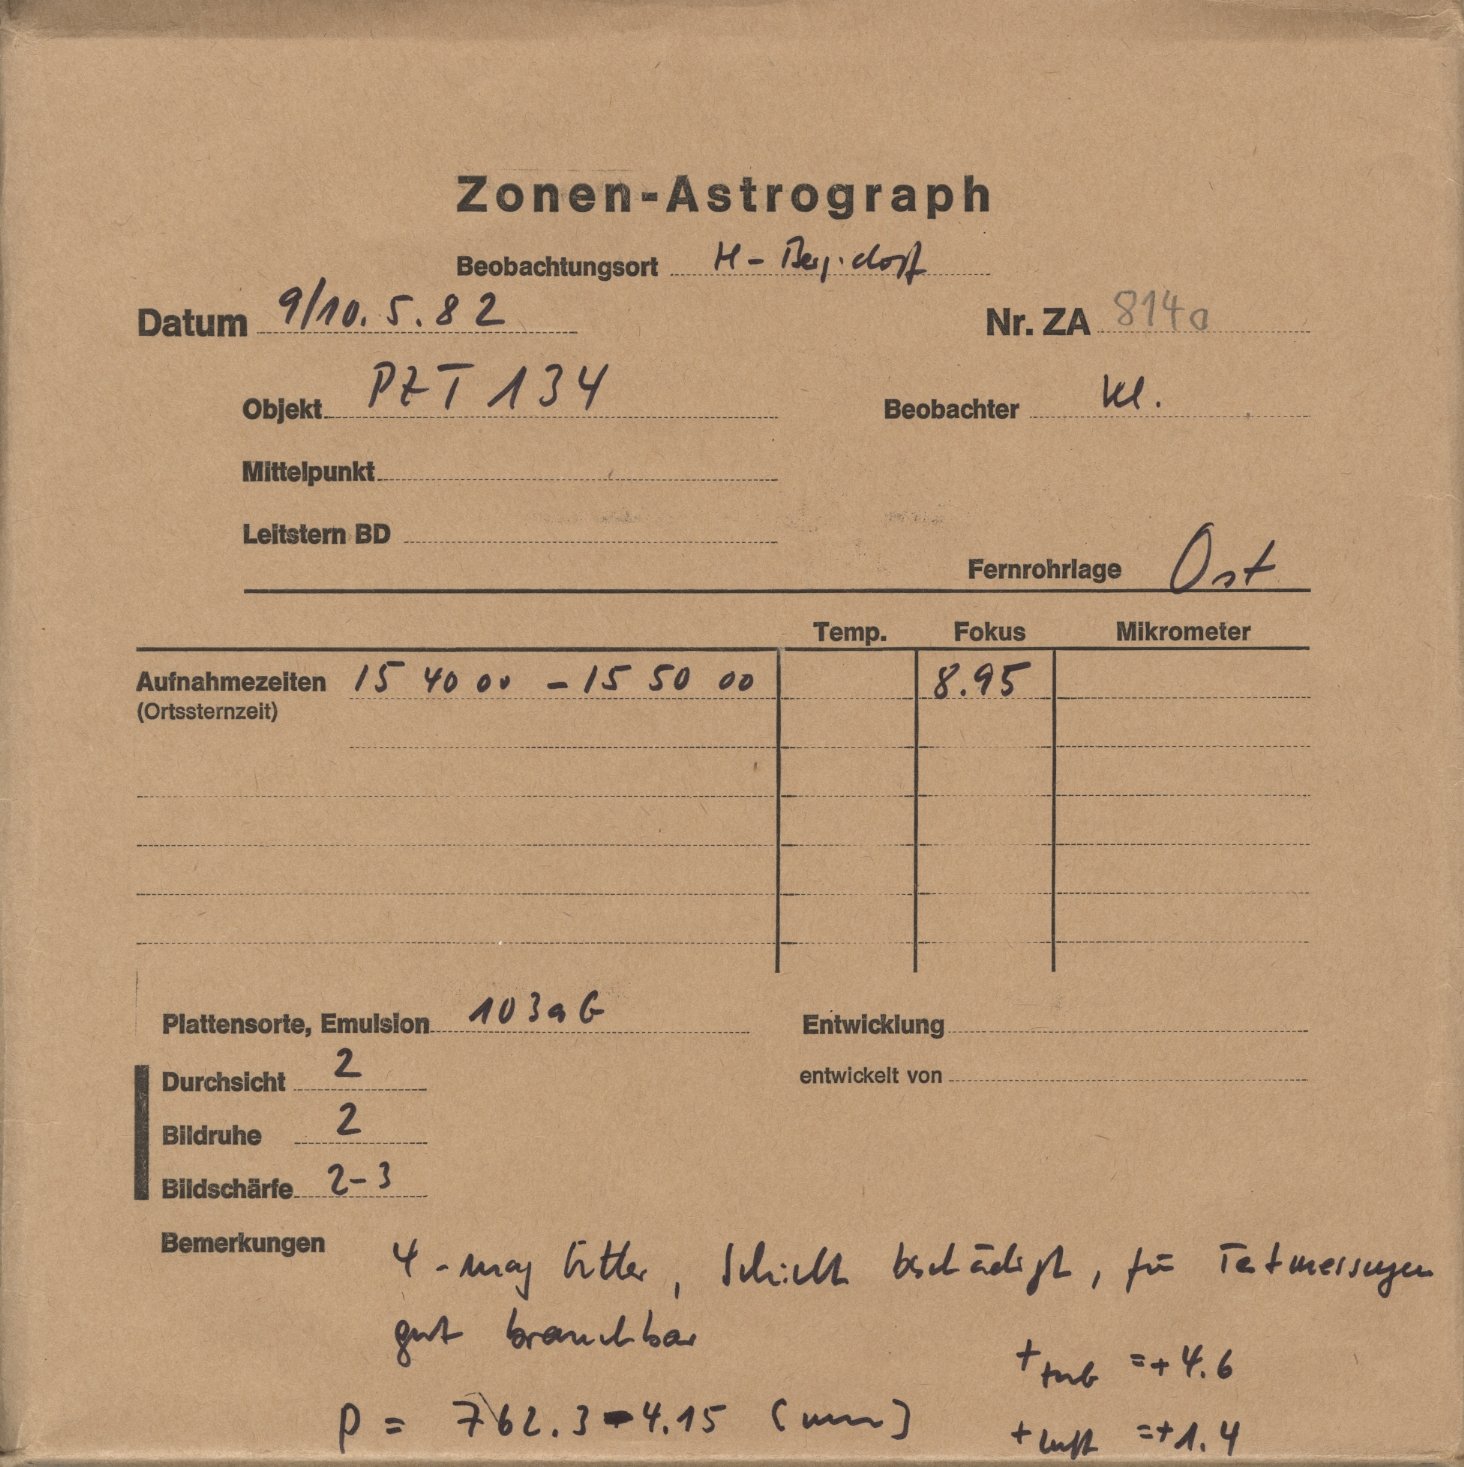 Zonen-Astrograph
Beobachtungsort H-Bergedorf
Datum 9/10.5.82 Nr. ZA 814a
Objekt PZT 134 Beobachter Kl.
Mittelpunkt
Leitstern BD
Fernrohrlage Ost
Temp. Fokus Mikrometer
Aufnahmezeiten 15 40 00 - 15 50 00 8.95
(Ortssternzeit)
Plattensorte, Emulsion 103aG Entwicklung
Durchsicht 2 entwickelt von
Bildruhe 2
Bildschärfe 2-3
Bemerkungen 4-mag Gitter, Schicht beschädigt, für Testmessungen
gut brauchbar
t tub = + 4.6
p = 762.3 - 4.15 (mm)
t Luft = + 1.4